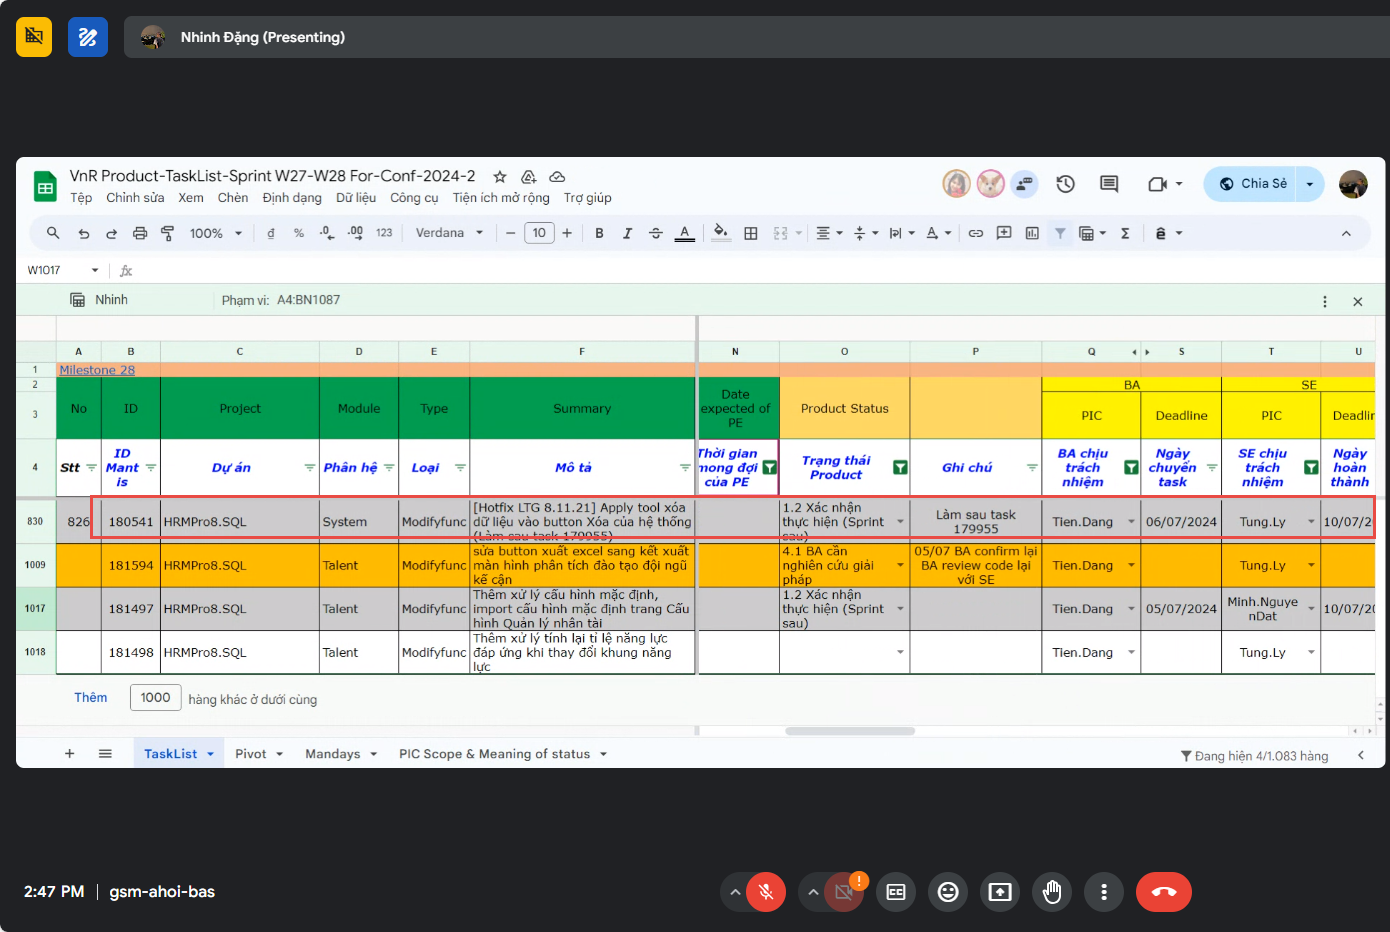 Nhinh Đặng (Presenting)
VnR Product-TaskList-Sprint W27-W28 For-Conf-2024-2
Tệp Chỉnh sửa Xem Chèn Định dạng Dữ liệu Công cụ Tiện ích mở rộng Trợ giúp
Chia Sẻ
100% đ % .0 .00 123 Verdana 10 B I S A
W1017 fx
Nhinh Phạm vi: A4:BN1087
A B C D E F N O P Q S T U
1 Milestone 28
2 BA SE
3 No ID Project Module Type Summary Date expected of PE Product Status PIC Deadline PIC Deadlin
4 Stt ID Mantis Dự án Phân hệ Loại Mô tả Thời gian mong đợi của PE Trạng thái Product Ghi chú BA chịu trách nhiệm Ngày chuyển task SE chịu trách nhiệm Ngày hoàn thành
830 826 180541 HRMPro8.SQL System Modifyfunc [Hotfix LTG 8.11.21] Apply tool xóa dữ liệu vào button Xóa của hệ thống (Làm sau task 179955) 1.2 Xác nhận thực hiện (Sprint sau) Làm sau task 179955 Tien.Dang 06/07/2024 Tung.Ly 10/07/20
1009 181594 HRMPro8.SQL Talent Modifyfunc sửa button xuất excel sang kết xuất màn hình phân tích đào tạo đội ngũ kế cận 4.1 BA cần nghiên cứu giải pháp 05/07 BA confirm lại BA review code lại với SE Tien.Dang Tung.Ly
1017 181497 HRMPro8.SQL Talent Modifyfunc Thêm xử lý cấu hình mặc định, import cấu hình mặc định trang Cấu hình Quản lý nhân tài 1.2 Xác nhận thực hiện (Sprint sau) Tien.Dang 05/07/2024 Minh.NguyenDat 10/07/20
1018 181498 HRMPro8.SQL Talent Modifyfunc Thêm xử lý tính lại tỉ lệ năng lực đáp ứng khi thay đổi khung năng lực Tien.Dang Tung.Ly
Thêm 1000 hàng khác ở dưới cùng
TaskList Pivot Mandays PIC Scope & Meaning of status Đang hiện 4/1.083 hàng
2:47 PM | gsm-ahoi-bas